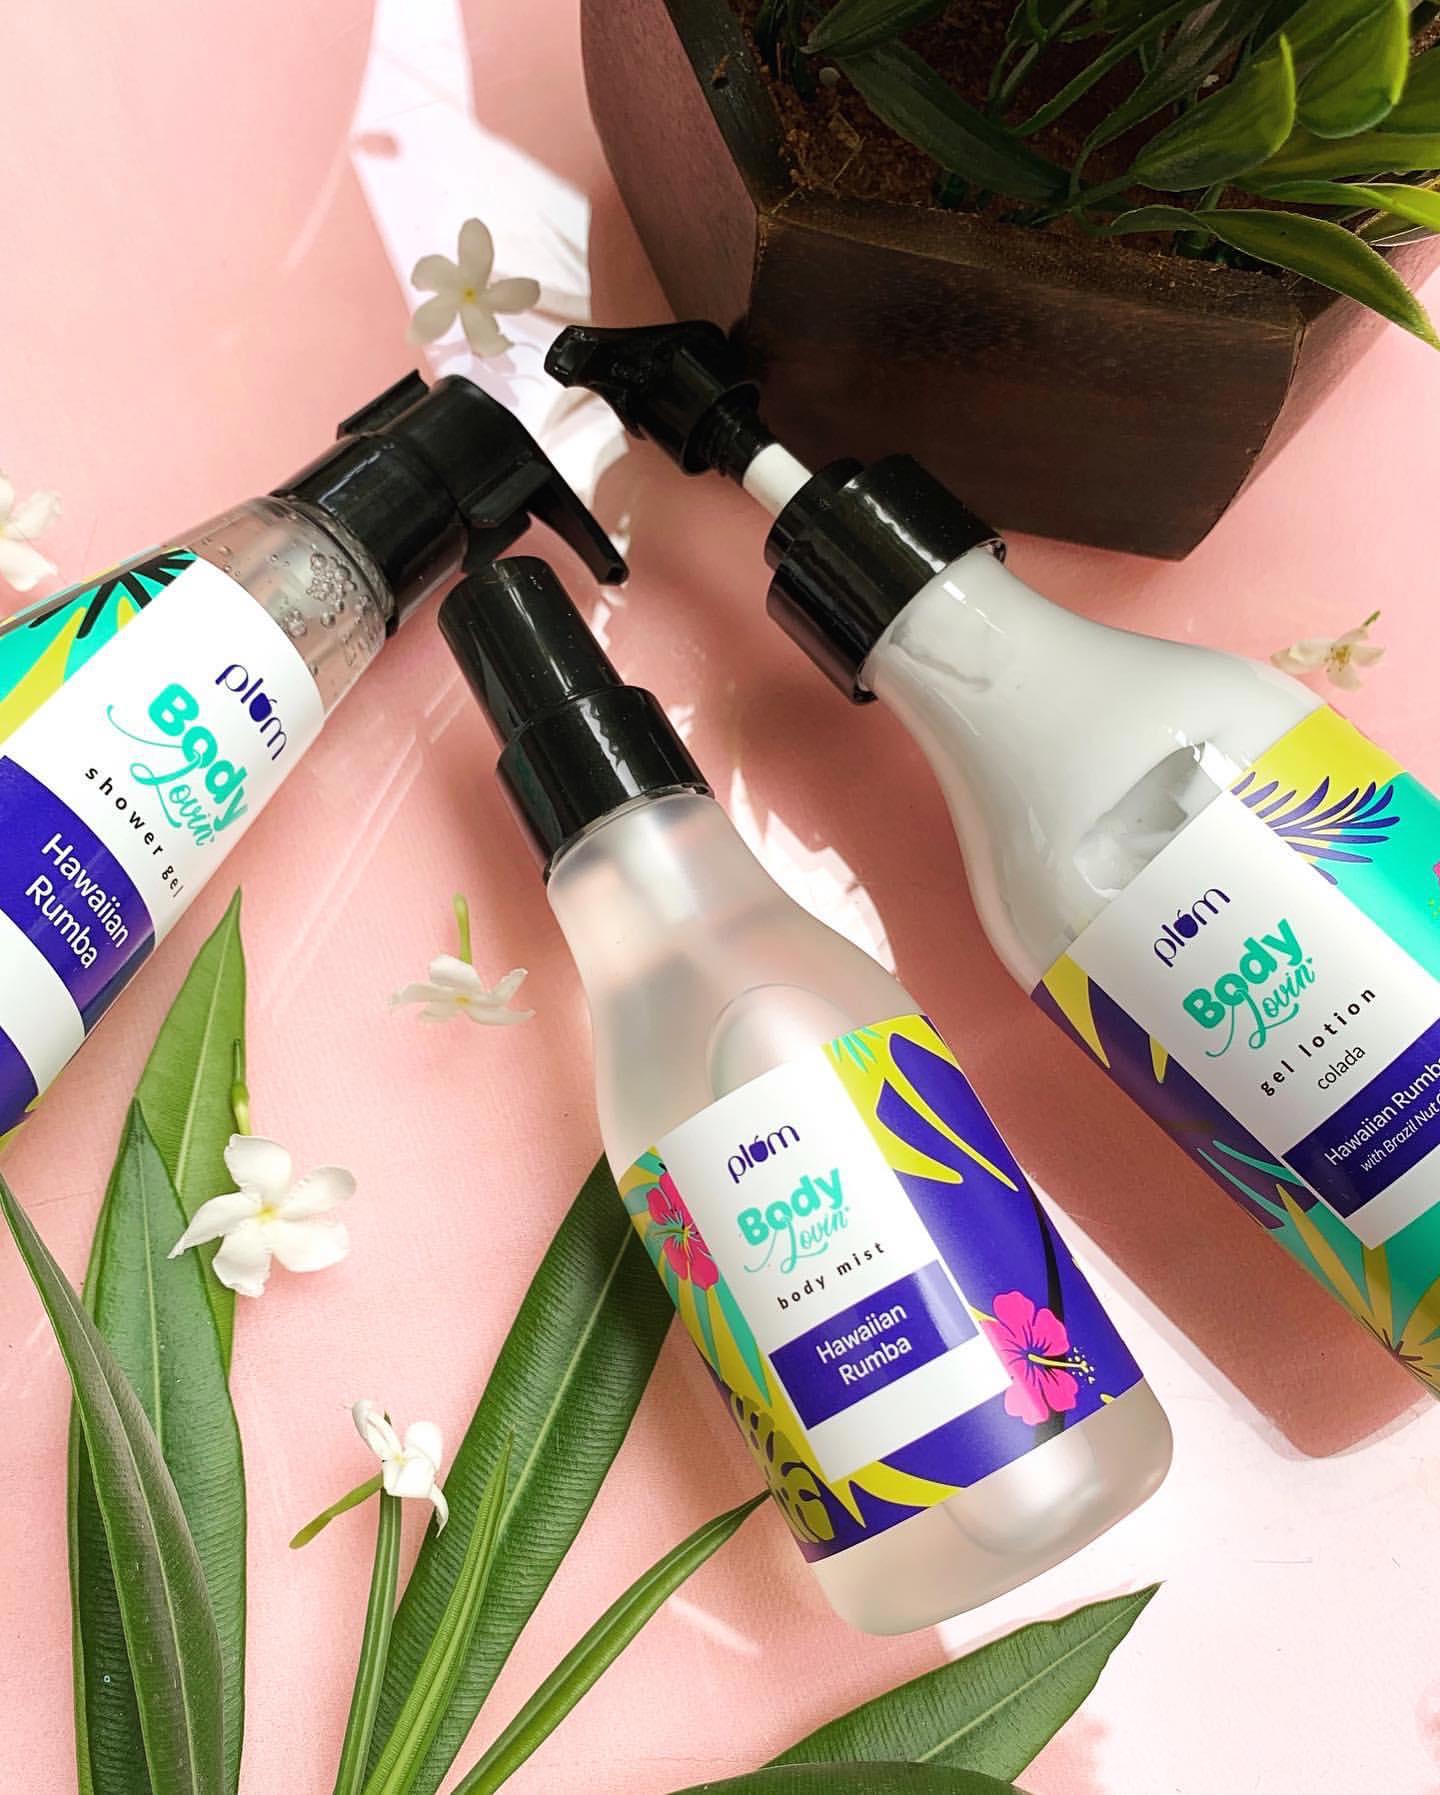 plum
Body
Lovin'
shower gel
Hawaiian
Rumba
plum
Body
Lovin'
body mist
Hawaiian
Rumba
plum
Body
Lovin'
gel lotion
colada
Hawaiian
with Brazil Nut